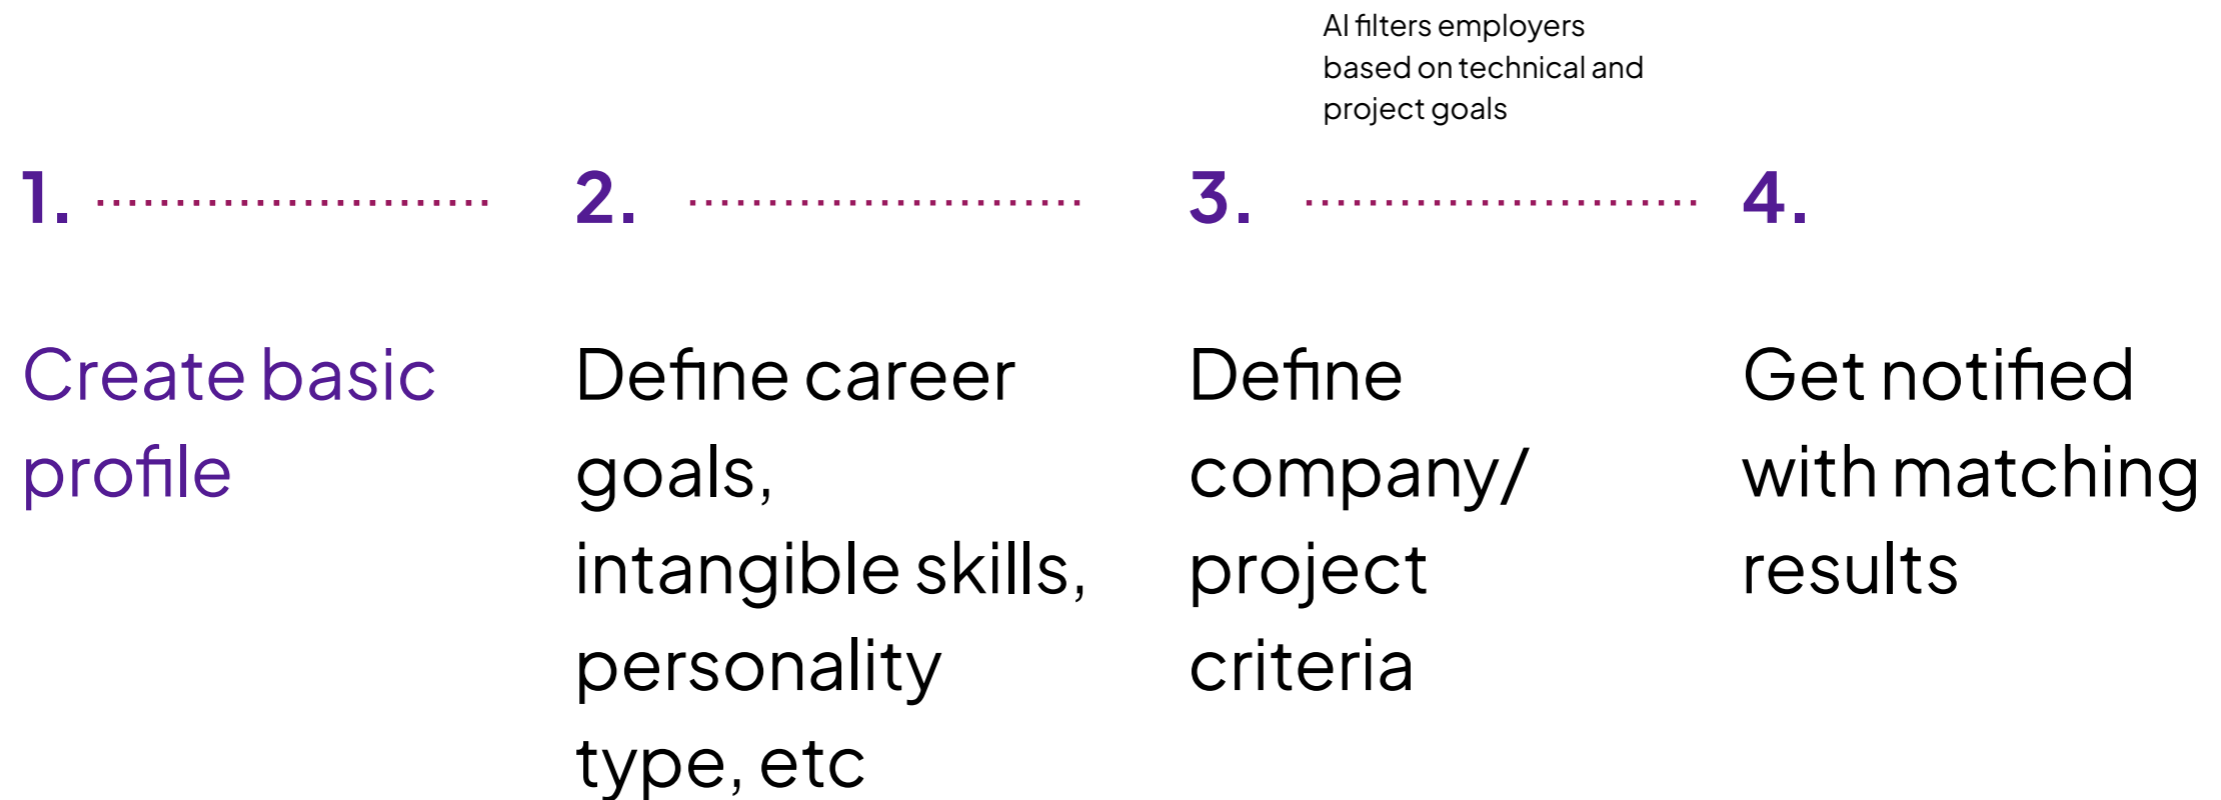 AI filters employers
based on technical and
project goals
1.
2.
3.
4.
Create basic
profile
Define career
goals,
intangible skills,
personality
type, etc
Define
company/
project
criteria
Get notified
with matching
results